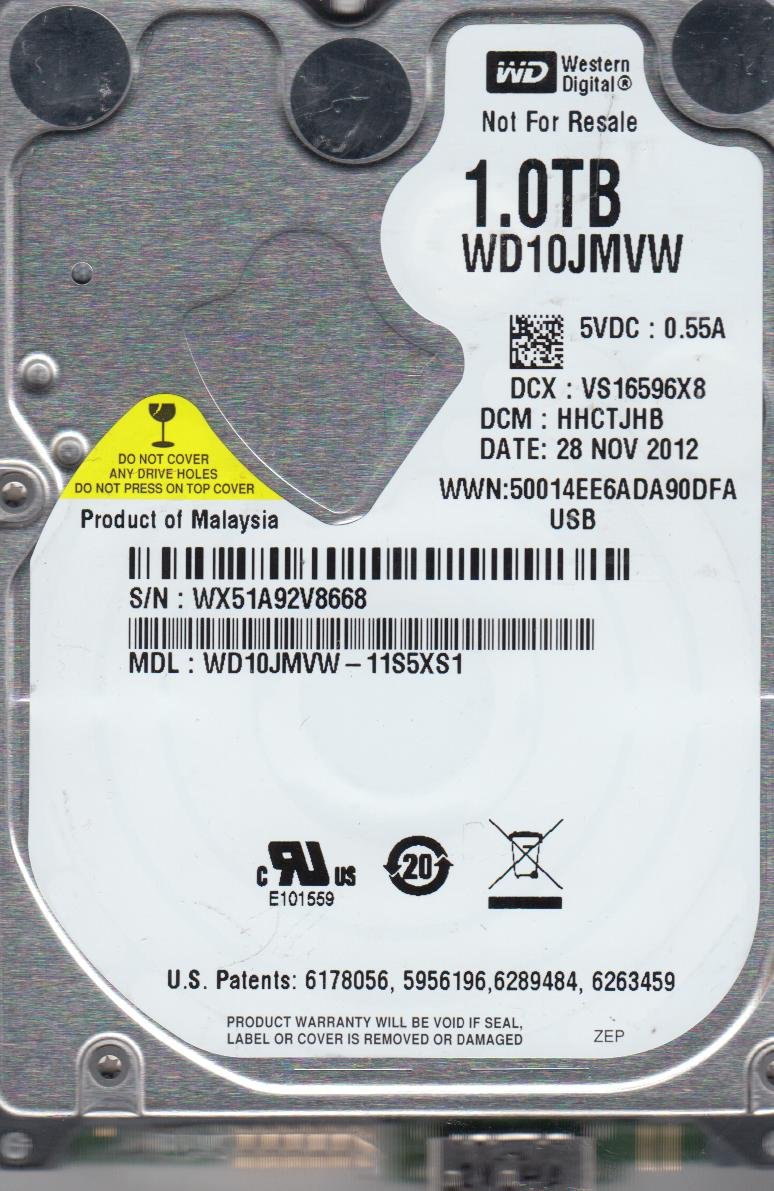 WD Western
Digital®
Not For Resale
1.0TB
WD10JMVW
5VDC : 0.55A
DCX : VS16596X8
DCM : HHCTJHB
DATE: 28 NOV 2012
WWN:50014EE6ADA90DFA
USB
DO NOT COVER
ANY DRIVE HOLES
DO NOT PRESS ON TOP COVER
Product of Malaysia
S/N : WX51A92V8668
MDL : WD10JMVW – 11S5XS1
c RU US
E101559
20
U.S. Patents: 6178056, 5956196,6289484, 6263459
PRODUCT WARRANTY WILL BE VOID IF SEAL,
LABEL OR COVER IS REMOVED OR DAMAGED
ZEP